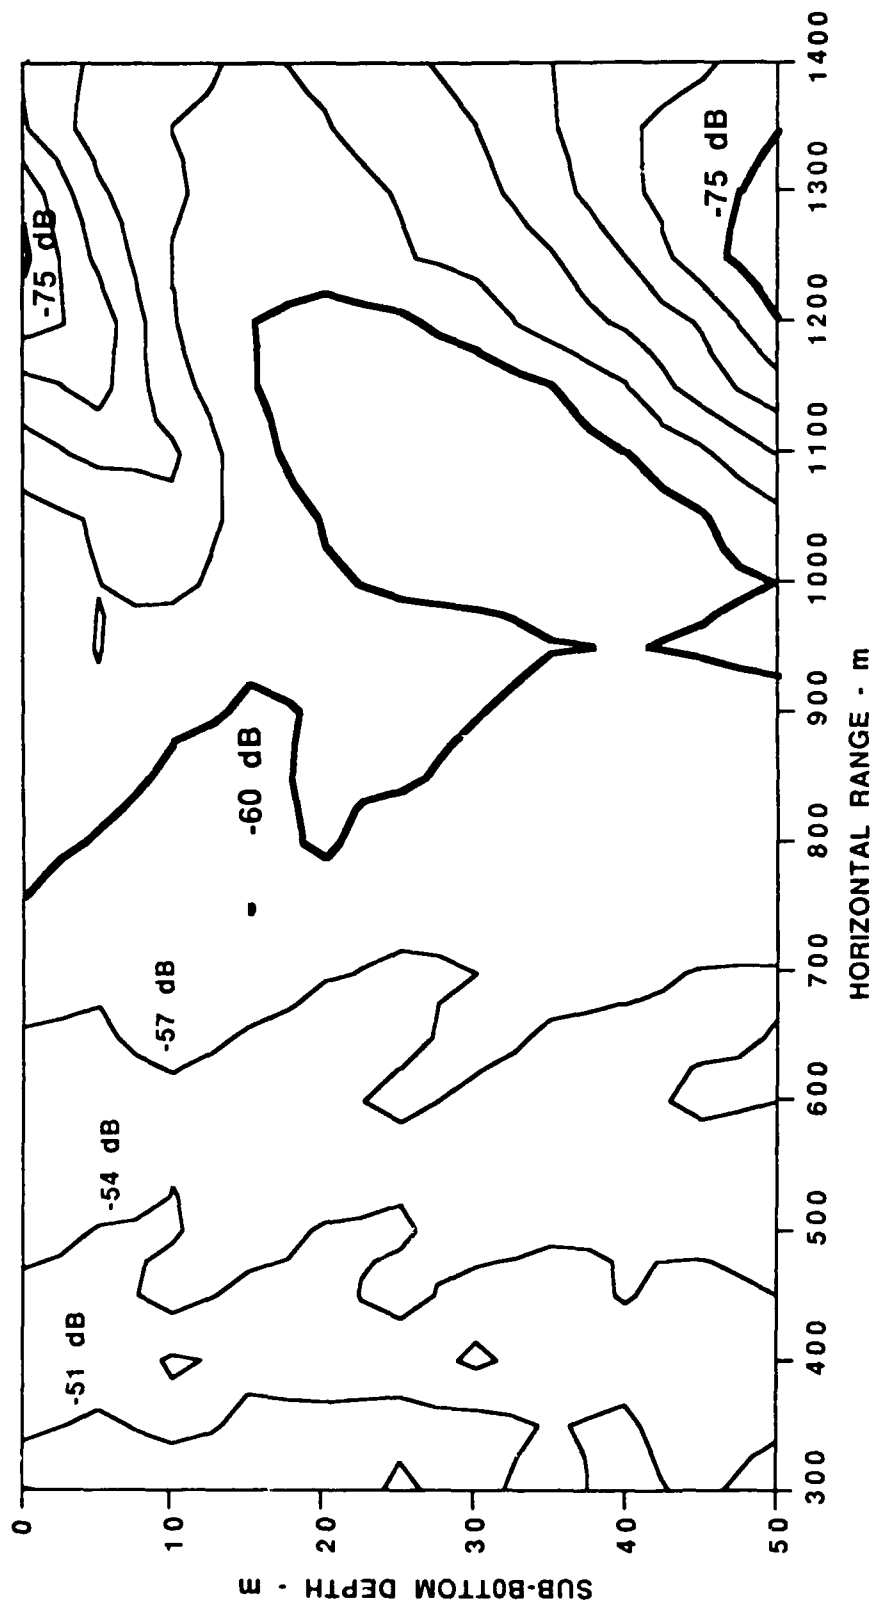 0
10
20
30
40
50
SUB-BOTTOM DEPTH - m
-51 dB
-54 dB
-57 dB
-60 dB
-75 dB
-75 dB
300
400
500
600
700
800
900
1000
1100
1200
1300
1400
HORIZONTAL RANGE - m